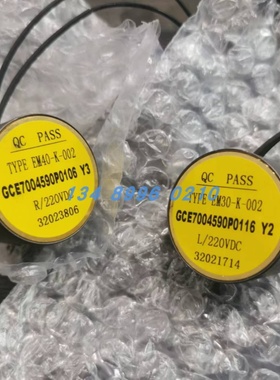 QC PASS
TYPE EM40-K-002
GCE7004590P0106 Y3
R/220VDC
32023806
QC PASS
TYPE EM30-K-002
GCE7004590P0116 Y2
L/220VDC
32021714